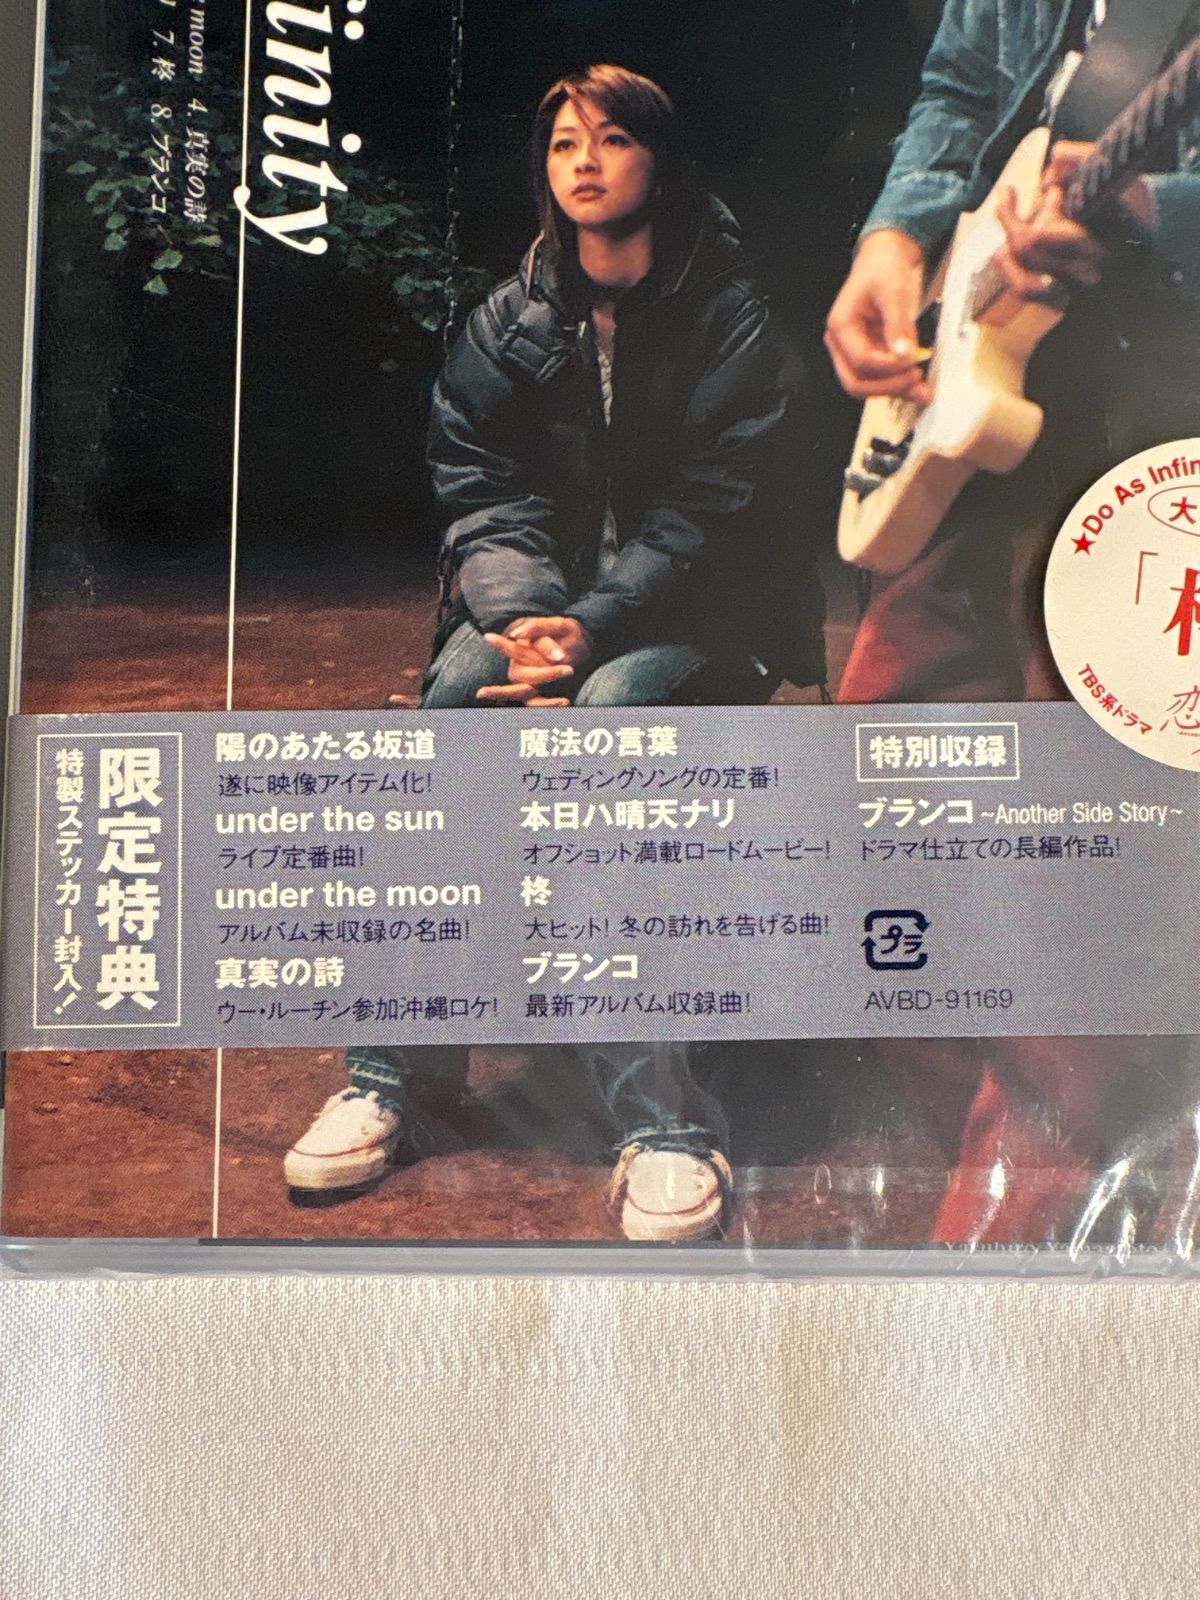 ïnity
moon 4. 真実の詩
7. 柊 8. ブランコ
★Do As Infin
大
「柊
TBS系ドラマ
恋
限定特典
特製ステッカー封入！
陽のあたる坂道
遂に映像アイテム化！
under the sun
ライブ定番曲！
under the moon
アルバム未収録の名曲！
真実の詩
ウー・ルーチン参加沖縄ロケ！
魔法の言葉
ウェディングソングの定番！
本日ハ晴天ナリ
オフショット満載ロードムービー！
柊
大ヒット！冬の訪れを告げる曲！
ブランコ
最新アルバム収録曲！
特別収録
ブランコ ~Another Side Story~
ドラマ仕立ての長編作品！
プラ
AVBD-91169